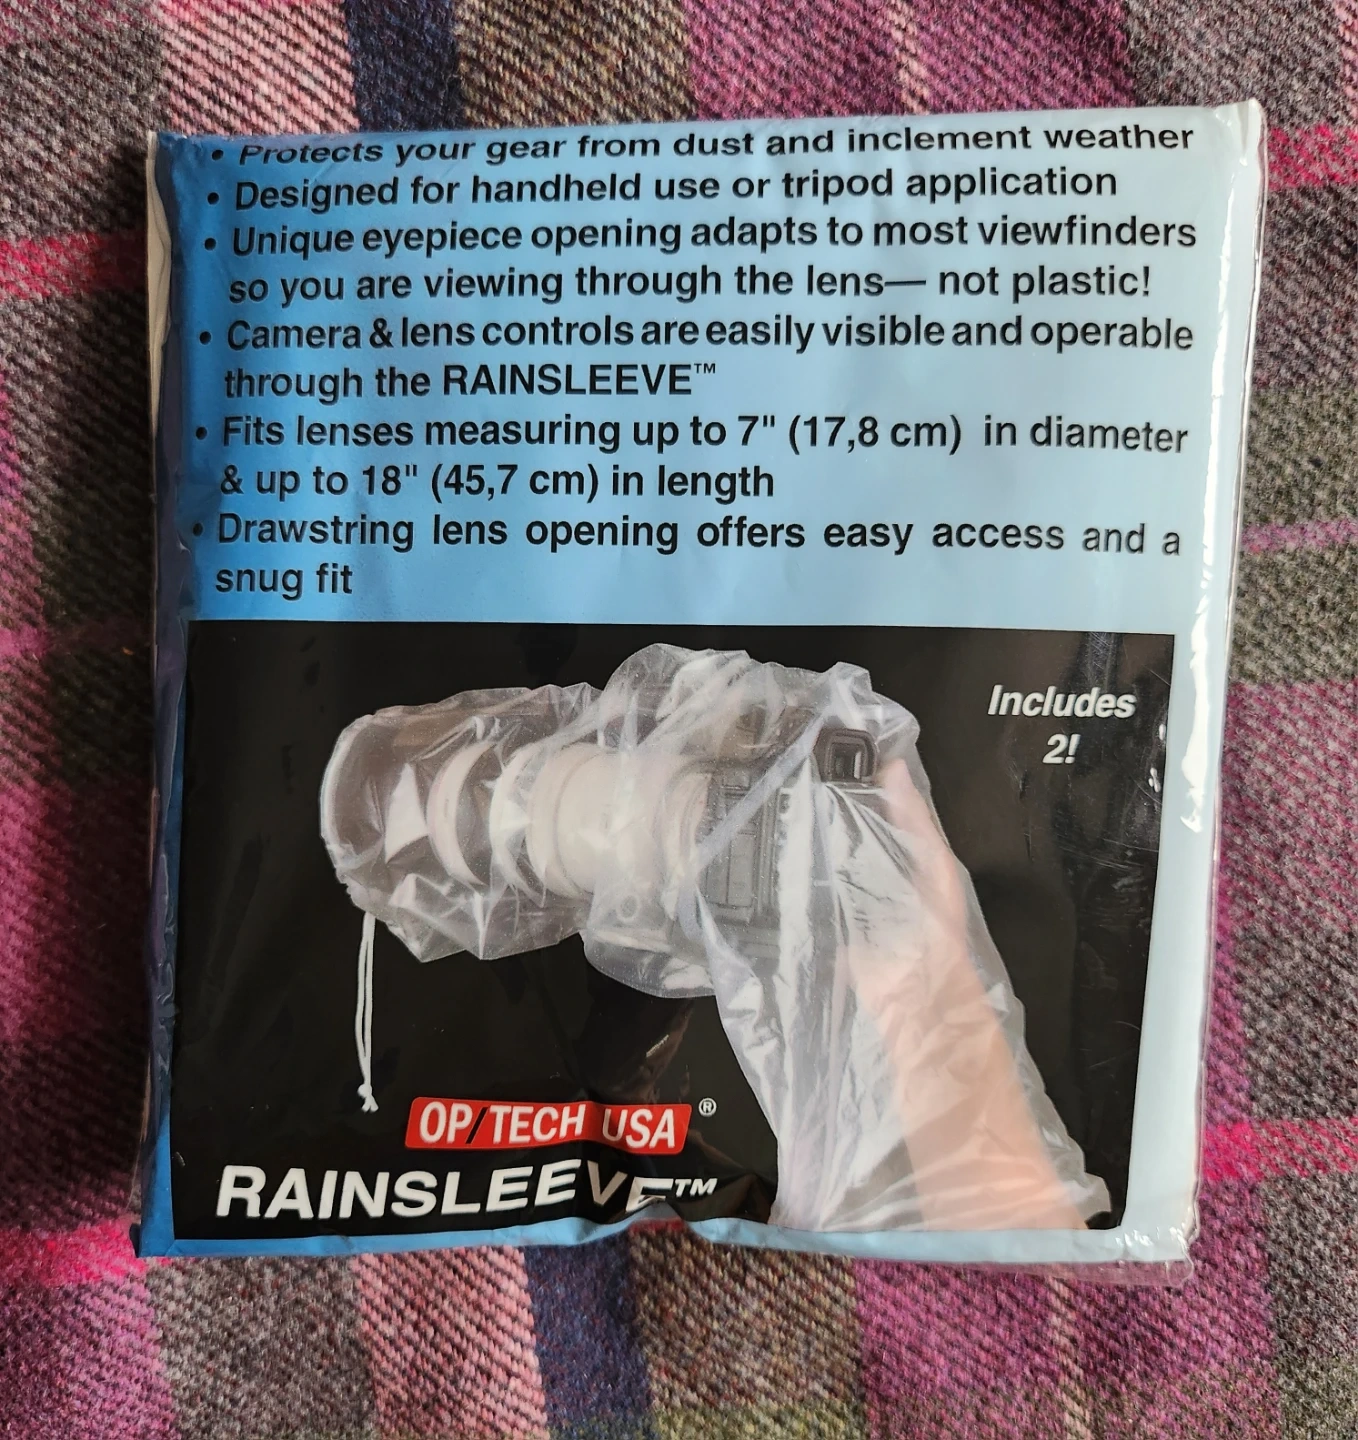 • Protects your gear from dust and inclement weather
• Designed for handheld use or tripod application
• Unique eyepiece opening adapts to most viewfinders
so you are viewing through the lens— not plastic!
• Camera & lens controls are easily visible and operable
through the RAINSLEEVE™
• Fits lenses measuring up to 7" (17,8 cm) in diameter
& up to 18" (45,7 cm) in length
• Drawstring lens opening offers easy access and a
snug fit
Includes
2!
OP/TECH USA®
RAINSLEEVE™